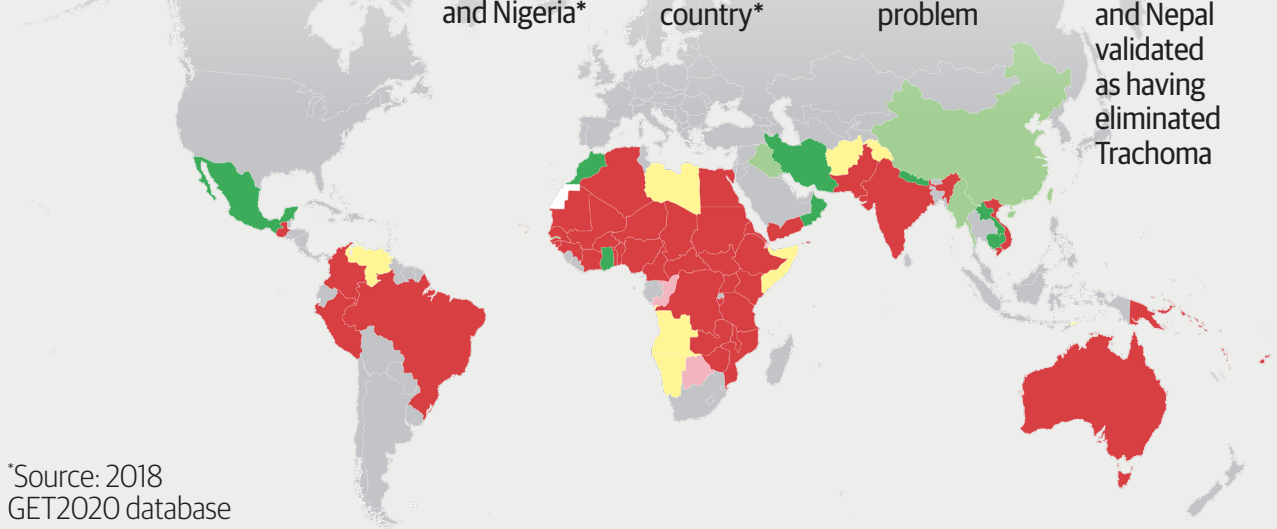 and Nigeria*
country*
problem
and Nepal
validated
as having
eliminated
Trachoma
*Source: 2018
GET2020 database